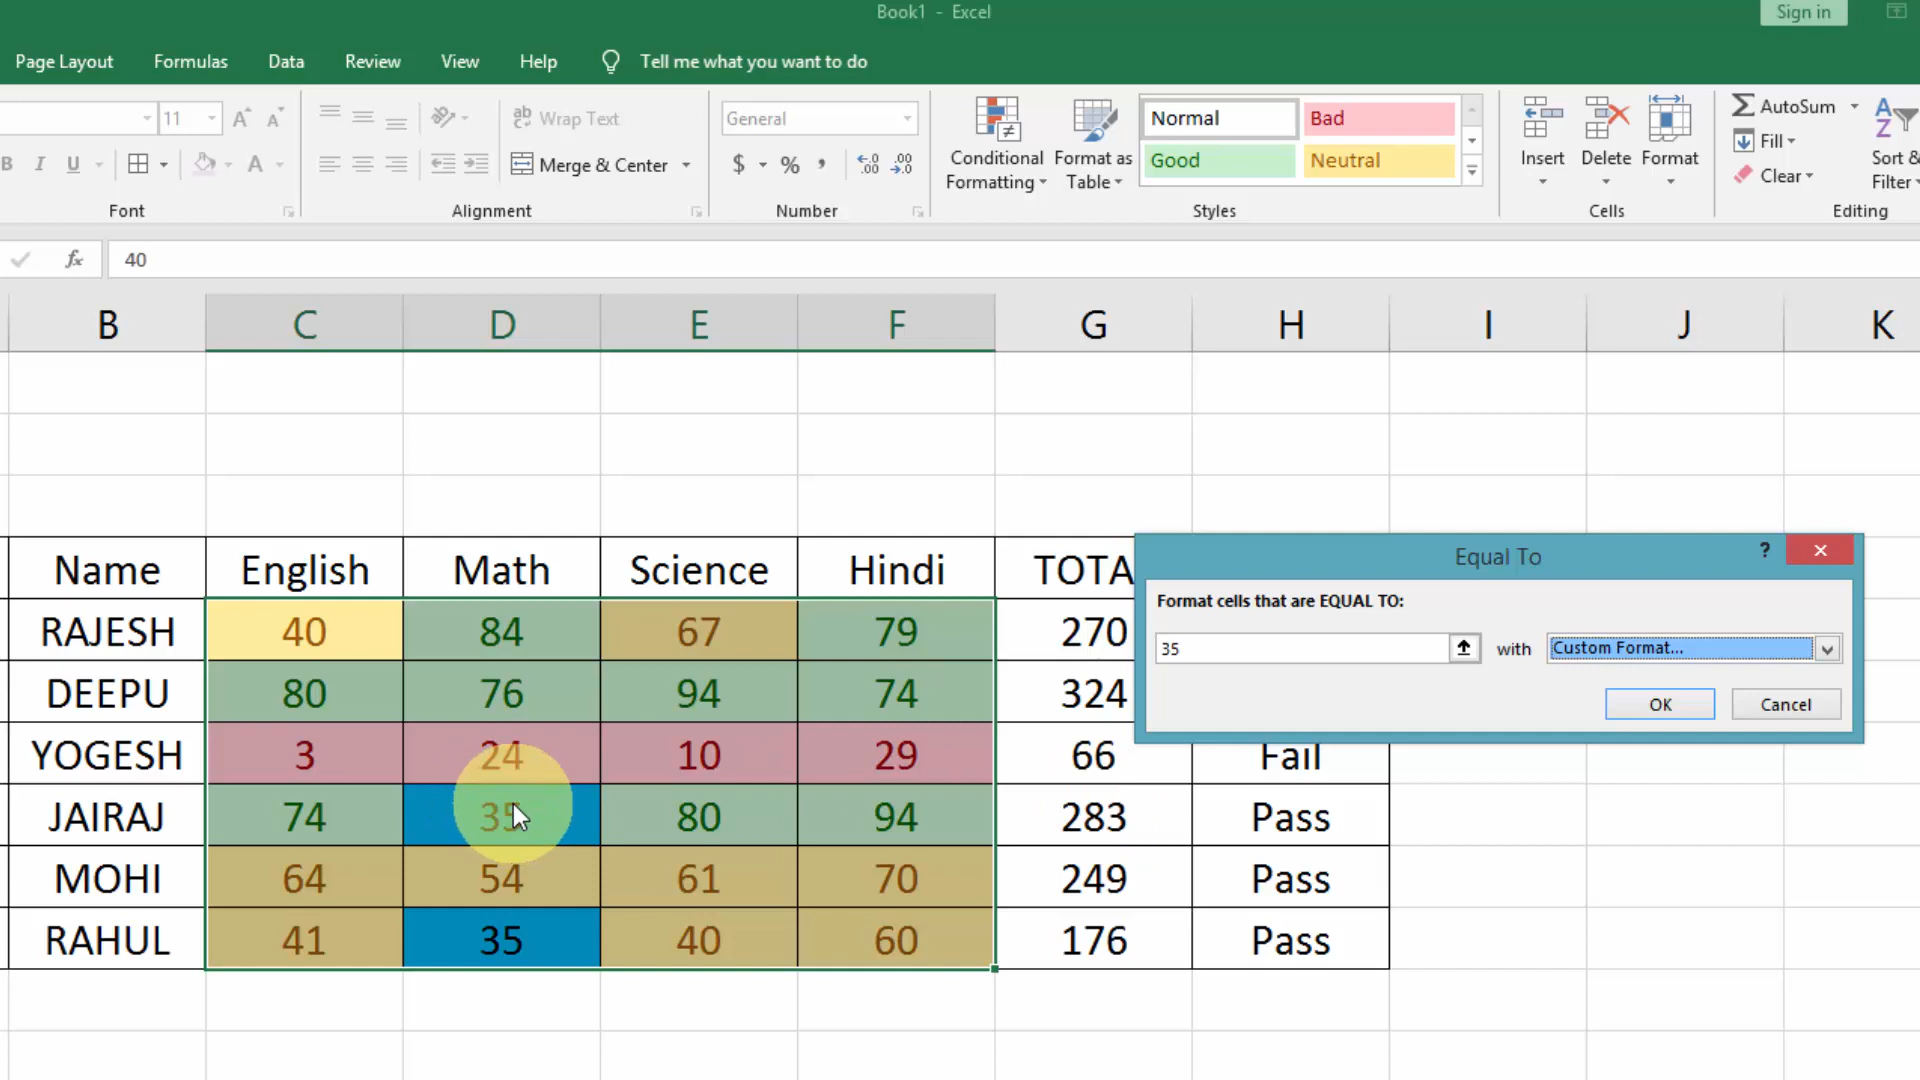 Book1 - Excel
Sign in
Page Layout Formulas Data Review View Help Tell me what you want to do
11 A A ab Wrap Text General
B I U A Merge & Center $ % , .00 .00
Conditional Formatting Format as Table
Normal Bad
Good Neutral
Insert Delete Format
AutoSum
Fill
Clear
Sort &
Filter
Font Alignment Number Styles Cells Editing
fx 40
B C D E F G H I J K
Name English Math Science Hindi TOTA
RAJESH 40 84 67 79 270
DEEPU 80 76 94 74 324
YOGESH 3 24 10 29 66 Fail
JAIRAJ 74 35 80 94 283 Pass
MOHI 64 54 61 70 249 Pass
RAHUL 41 35 40 60 176 Pass
Equal To ?
Format cells that are EQUAL TO:
35 with Custom Format...
OK Cancel